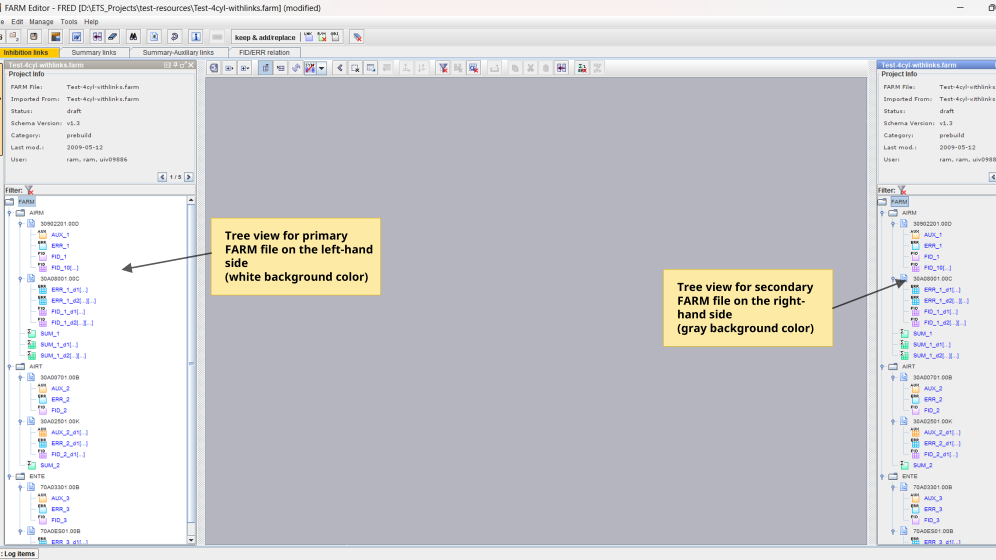 FARM Editor - FRED [D:\ETS_Projects\test-resources\Test-4cyl-withlinks.farm] (modified)
e Edit Manage Tools Help
keep & add/replace
Inhibition links Summary links Summary-Auxiliary links FID/ERR relation
Test-4cyl-withlinks.farm
Project Info
FARM File: Test-4cyl-withlinks.farm
Imported From: Test-4cyl-withlinks.farm
Status: draft
Schema Version: v1.3
Category: prebuild
Last mod.: 2009-05-12
User: ram, ram, uiv09886
1 / 5
Filter:
FARM
AIRM
30902201.00D
AUX_1
ERR_1
FID_1
FID_10[...]
30A08001.00C
ERR_1_d1[...]
ERR_1_d2[...][...]
FID_1_d1[...]
FID_1_d2[...][...]
SUM_1
SUM_1_d1[...]
SUM_1_d2[...][...]
AIRT
30A00701.00B
AUX_2
ERR_2
FID_2
30A02501.00K
AUX_2_d1[...]
ERR_2_d1[...]
FID_2_d1[...]
SUM_2
ENTE
70A03301.00B
AUX_3
ERR_3
FID_3
70A0ES01.00B
ERR_3_d1[...]
: Log items
Tree view for primary
FARM file on the left-hand
side
(white background color)
Tree view for secondary
FARM file on the right-
hand side
(gray background color)
Test-4cyl-withlinks.farm
Project Info
FARM File: Test-4cyl-withl
Imported From: Test-4cyl-withl
Status: draft
Schema Version: v1.3
Category: prebuild
Last mod.: 2009-05-12
User: ram, ram, uiv0
Filter:
FARM
AIRM
30902201.00D
AUX_1
ERR_1
FID_1
FID_10[...]
30A08001.00C
ERR_1_d1[...]
ERR_1_d2[...][...]
FID_1_d1[...]
FID_1_d2[...][...]
SUM_1
SUM_1_d1[...]
SUM_1_d2[...][...]
AIRT
30A00701.00B
AUX_2
ERR_2
FID_2
30A02501.00K
AUX_2_d1[...]
ERR_2_d1[...]
FID_2_d1[...]
SUM_2
ENTE
70A03301.00B
AUX_3
ERR_3
FID_3
70A0ES01.00B
ERR_3_d1[...]